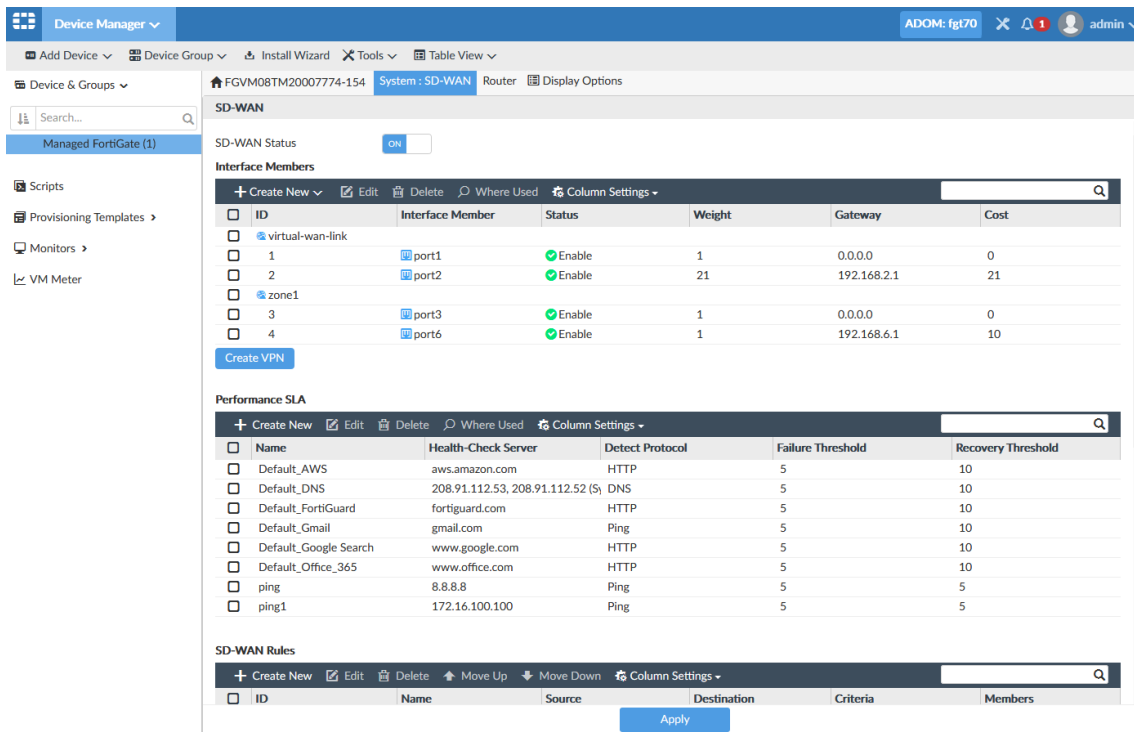 Device Manager ADOM: fgt70 1 admin
Add Device Device Group Install Wizard Tools Table View
Device & Groups
Search...
Managed FortiGate (1)
Scripts
Provisioning Templates
Monitors
VM Meter
FGVM08TM20007774-154 System : SD-WAN Router Display Options
SD-WAN
SD-WAN Status ON
Interface Members
Create New Edit Delete Where Used Column Settings
ID Interface Member Status Weight Gateway Cost
virtual-wan-link
1 port1 Enable 1 0.0.0.0 0
2 port2 Enable 21 192.168.2.1 21
zone1
3 port3 Enable 1 0.0.0.0 0
4 port6 Enable 1 192.168.6.1 10
Create VPN
Performance SLA
Create New Edit Delete Where Used Column Settings
Name Health-Check Server Detect Protocol Failure Threshold Recovery Threshold
Default_AWS aws.amazon.com HTTP 5 10
Default_DNS 208.91.112.53, 208.91.112.52 (Sy DNS 5 10
Default_FortiGuard fortiguard.com HTTP 5 10
Default_Gmail gmail.com Ping 5 10
Default_Google Search www.google.com HTTP 5 10
Default_Office_365 www.office.com HTTP 5 10
ping 8.8.8.8 Ping 5 5
ping1 172.16.100.100 Ping 5 5
SD-WAN Rules
Create New Edit Delete Move Up Move Down Column Settings
ID Name Source Destination Criteria Members
Apply